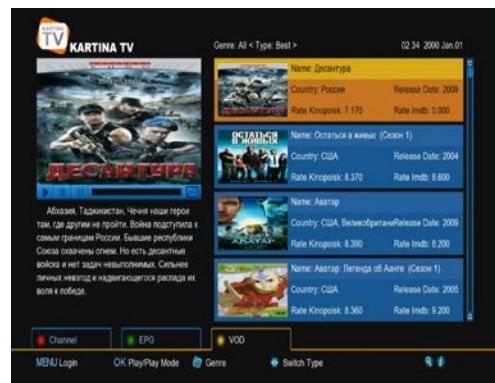 KARTINA
TV
KARTINA TV
Genre: All < Type: Best >
02 34 2000 Jan.01
ДЕСАНТУРА
Абхазия, Таджикистан, Чечня наши герои
там, где другим не пройти. Война подступила к
самым границам России. Бывшие республики
Союза охвачены огнем. Но есть десантные
войска и нет задач невыполнимых. Сильнее
личных невзгод и надвигающегося распада их
воля к победе.
Name: Десантура
Country: Россия
Release Date: 2009
Rate Kinopoisk: 7.170
Rate Imdb: 0.000
ОСТАТЬСЯ
В ЖИВЫХ
Name: Остаться в живых (Сезон 1)
Country: США
Release Date: 2004
Rate Kinopoisk: 8.370
Rate Imdb: 8.600
АВАТАР
Name: Аватар
Country: США, Великобритане
Release Date: 2009
Rate Kinopoisk: 8.390
Rate Imdb: 8.200
Name: Аватар: Легенда об Аанге (Сезон 1)
Country: США
Release Date: 2005
Rate Kinopoisk: 8.360
Rate Imdb: 9.200
Channel
EPG
VOD
MENU Login
OK Play/Play Mode
Genre
Switch Type